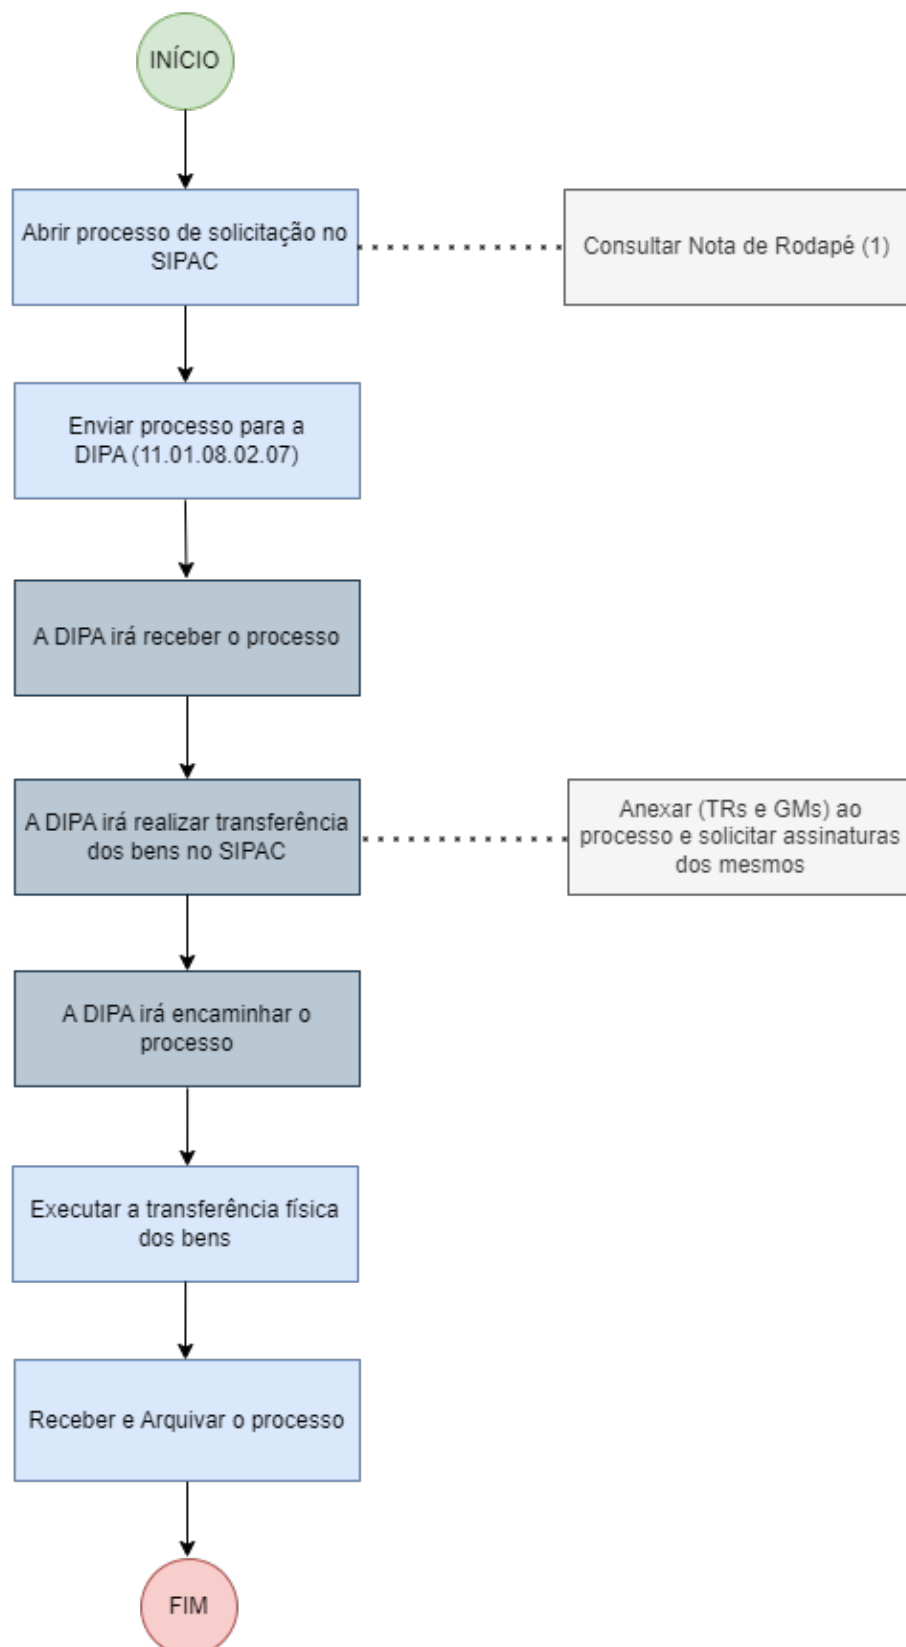 INÍCIO
Abrir processo de solicitação no
SIPAC
Consultar Nota de Rodapé (1)
Enviar processo para a
DIPA (11.01.08.02.07)
A DIPA irá receber o processo
A DIPA irá realizar transferência
dos bens no SIPAC
Anexar (TRs e GMs) ao
processo e solicitar assinaturas
dos mesmos
A DIPA irá encaminhar o
processo
Executar a transferência física
dos bens
Receber e Arquivar o processo
FIM